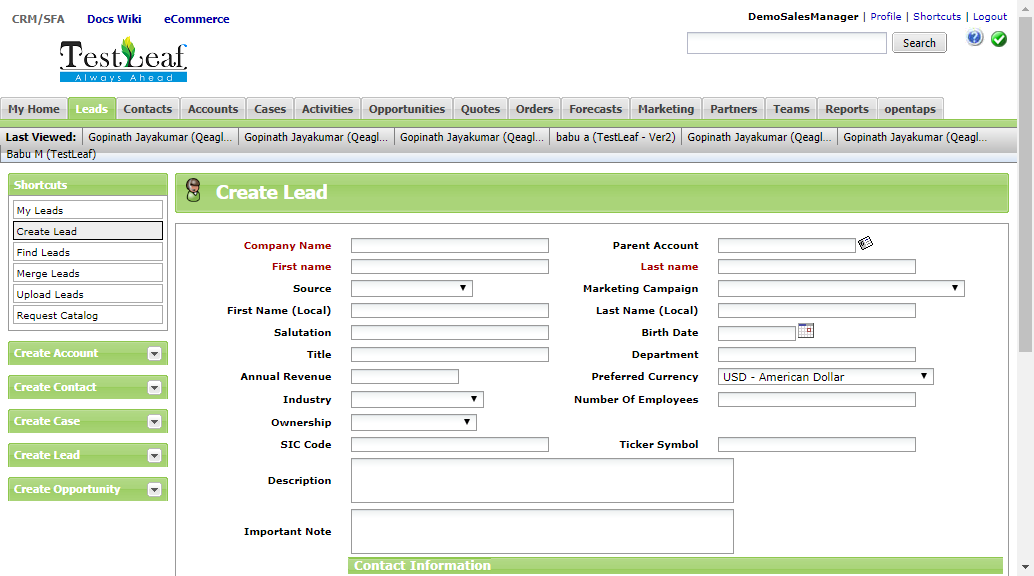 CRM/SFA Docs Wiki eCommerce
DemoSalesManager | Profile | Shortcuts | Logout
Search
TestLeaf
Always Ahead
My Home Leads Contacts Accounts Cases Activities Opportunities Quotes Orders Forecasts Marketing Partners Teams Reports opentaps
Last Viewed: Gopinath Jayakumar (Qeagl... Gopinath Jayakumar (Qeagl... Gopinath Jayakumar (Qeagl... babu a (TestLeaf - Ver2) Gopinath Jayakumar (Qeagl... Gopinath Jayakumar (Qeagl...
Babu M (TestLeaf)
Shortcuts
My Leads
Create Lead
Find Leads
Merge Leads
Upload Leads
Request Catalog
Create Account
Create Contact
Create Case
Create Lead
Create Opportunity
Create Lead
Company Name Parent Account
First name Last name
Source Marketing Campaign
First Name (Local) Last Name (Local)
Salutation Birth Date
Title Department
Annual Revenue Preferred Currency USD - American Dollar
Industry Number Of Employees
Ownership
SIC Code Ticker Symbol
Description
Important Note
Contact Information